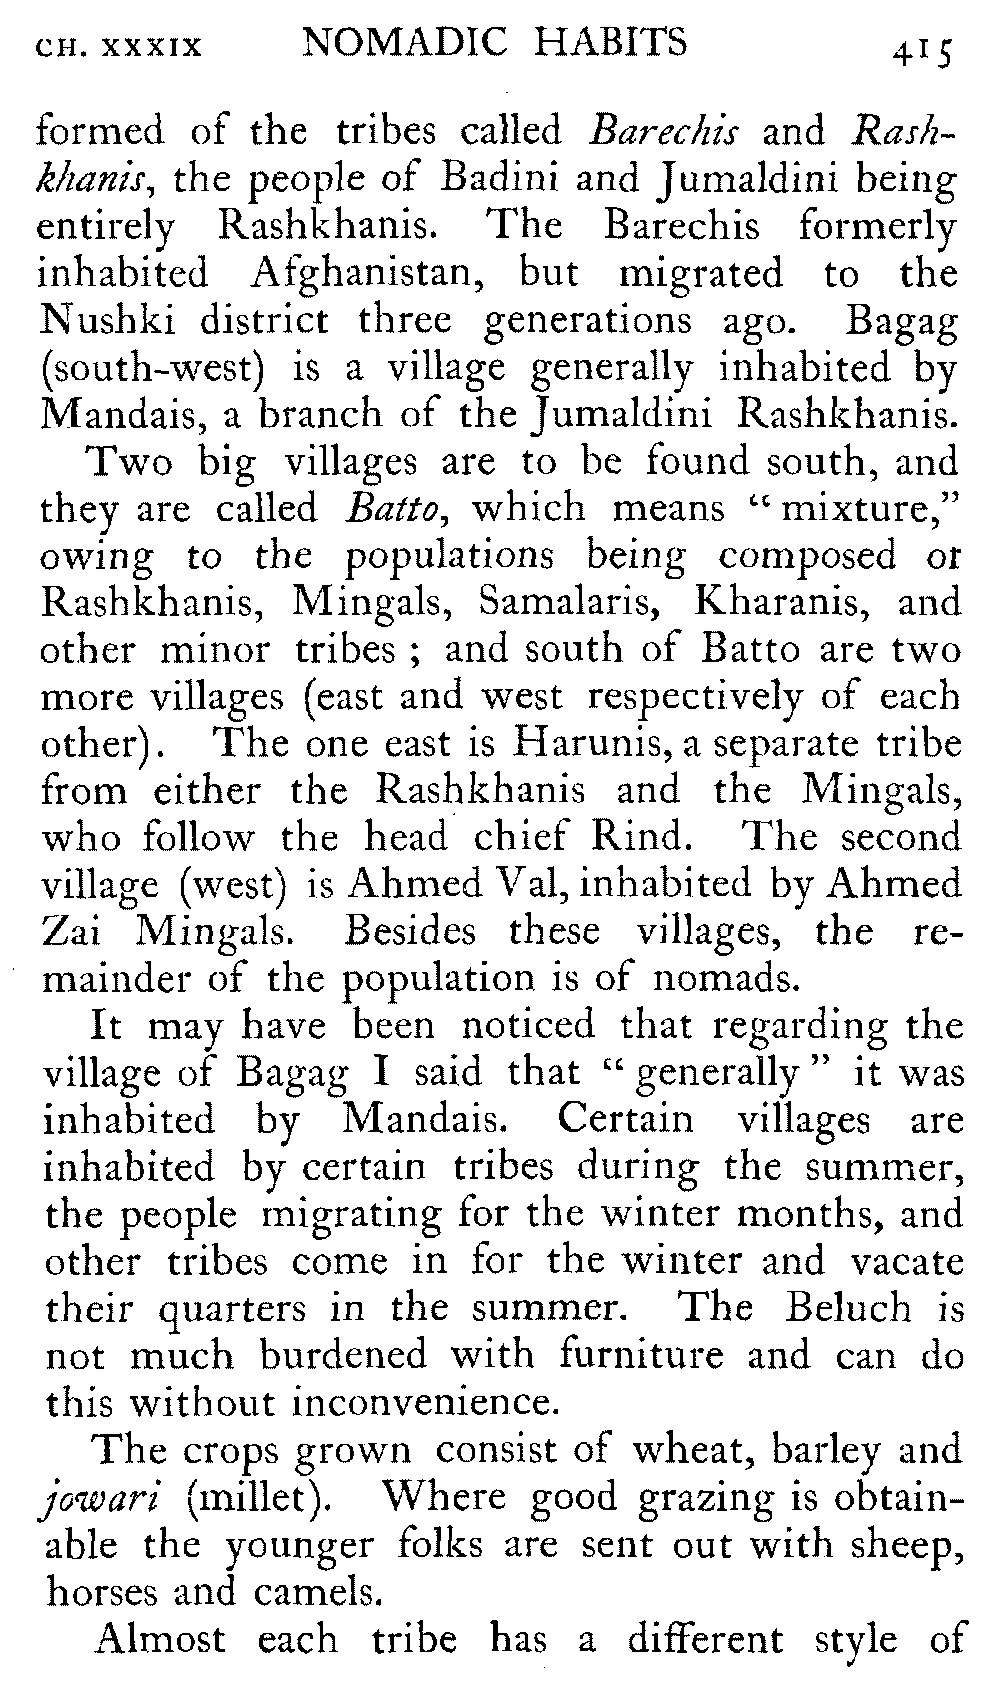 CH. XXXIX NOMADIC HABITS 415
formed of the tribes called Barechis and Rash-
khanis, the people of Badini and Jumaldini being
entirely Rashkhanis. The Barechis formerly
inhabited Afghanistan, but migrated to the
Nushki district three generations ago. Bagag
(south-west) is a village generally inhabited by
Mandais, a branch of the Jumaldini Rashkhanis.
Two big villages are to be found south, and
they are called Batto, which means “ mixture,”
owing to the populations being composed of
Rashkhanis, Mingals, Samalaris, Kharanis, and
other minor tribes ; and south of Batto are two
more villages (east and west respectively of each
other). The one east is Harunis, a separate tribe
from either the Rashkhanis and the Mingals,
who follow the head chief Rind. The second
village (west) is Ahmed Val, inhabited by Ahmed
Zai Mingals. Besides these villages, the re-
mainder of the population is of nomads.
It may have been noticed that regarding the
village of Bagag I said that “ generally ” it was
inhabited by Mandais. Certain villages are
inhabited by certain tribes during the summer,
the people migrating for the winter months, and
other tribes come in for the winter and vacate
their quarters in the summer. The Beluch is
not much burdened with furniture and can do
this without inconvenience.
The crops grown consist of wheat, barley and
jowari (millet). Where good grazing is obtain-
able the younger folks are sent out with sheep,
horses and camels.
Almost each tribe has a different style of